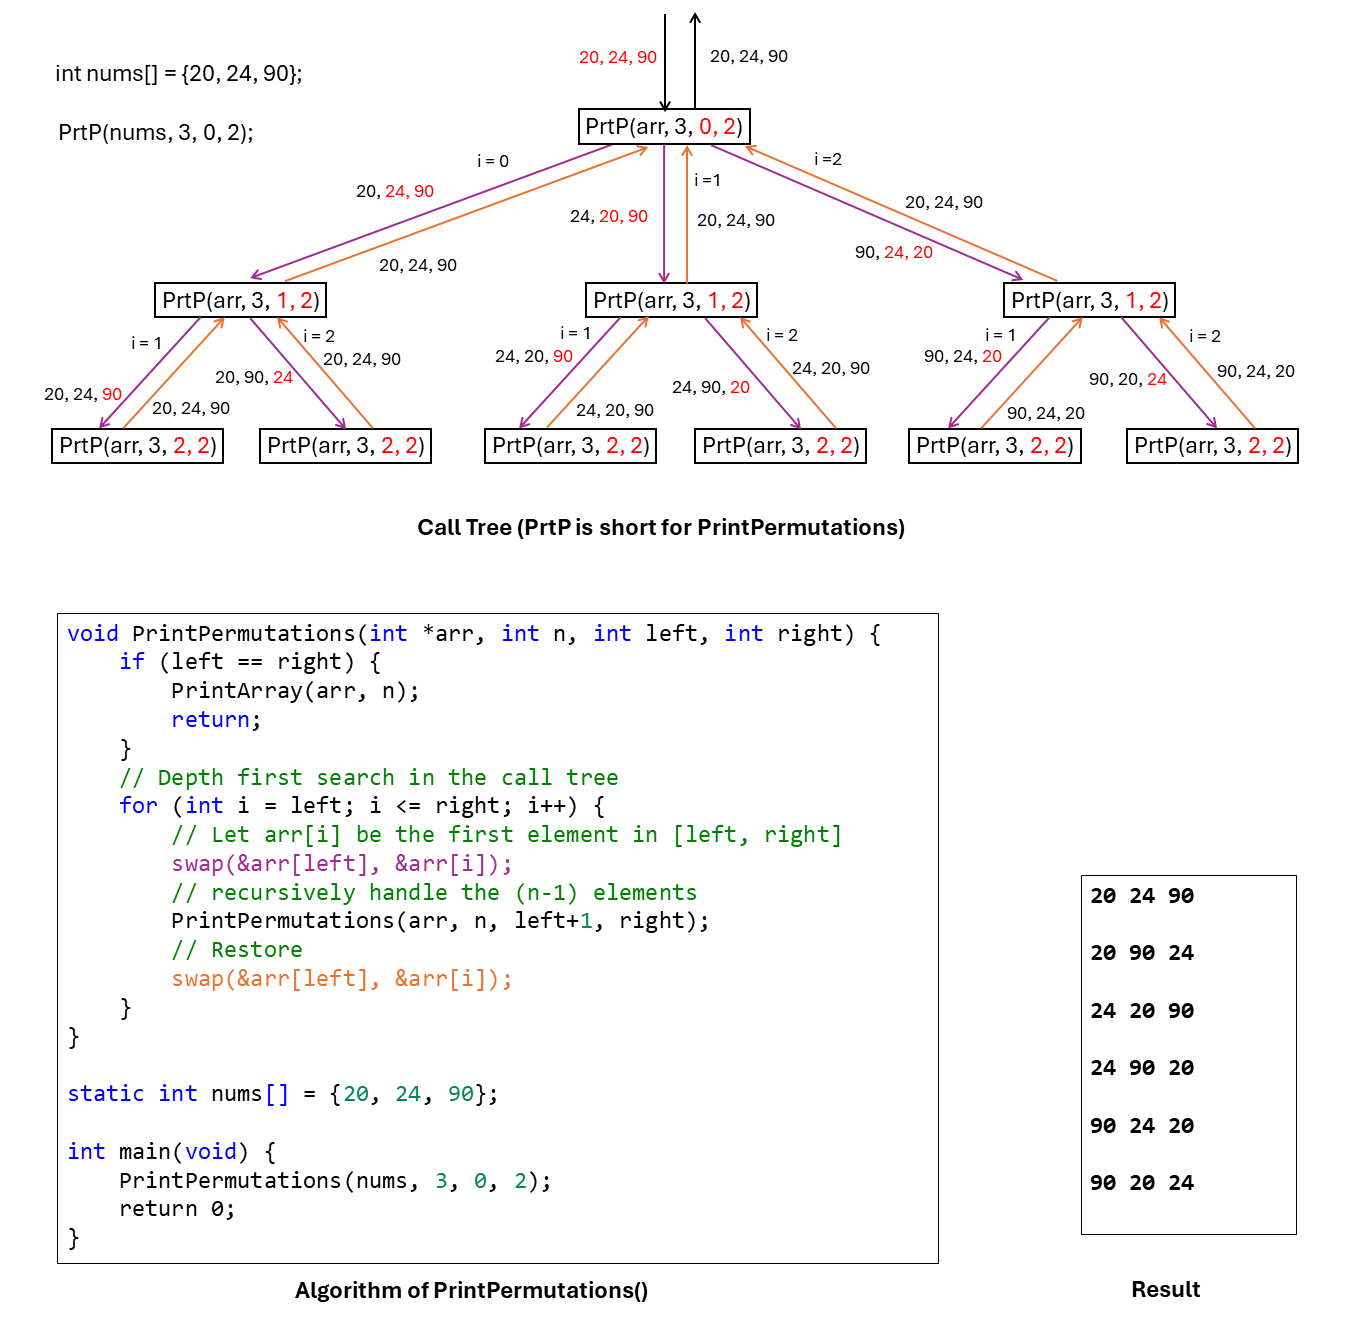 20, 24, 90
20, 24, 90
int nums[] = {20, 24, 90};
PrtP(nums, 3, 0, 2);
PrtP(arr, 3, 0, 2)
i = 0
i =1
i =2
20, 24, 90
24, 20, 90
20, 24, 90
20, 24, 90
90, 24, 20
20, 24, 90
PrtP(arr, 3, 1, 2)
PrtP(arr, 3, 1, 2)
PrtP(arr, 3, 1, 2)
i = 1
i = 2
20, 24, 90
20, 90, 24
20, 24, 90
20, 24, 90
i = 1
i = 2
24, 20, 90
24, 20, 90
24, 90, 20
24, 20, 90
i = 1
i = 2
90, 24, 20
90, 24, 20
90, 20, 24
90, 24, 20
PrtP(arr, 3, 2, 2)
PrtP(arr, 3, 2, 2)
PrtP(arr, 3, 2, 2)
PrtP(arr, 3, 2, 2)
PrtP(arr, 3, 2, 2)
PrtP(arr, 3, 2, 2)
Call Tree (PrtP is short for PrintPermutations)
void PrintPermutations(int *arr, int n, int left, int right) {
    if (left == right) {
        PrintArray(arr, n);
        return;
    }
    // Depth first search in the call tree
    for (int i = left; i <= right; i++) {
        // Let arr[i] be the first element in [left, right]
        swap(&arr[left], &arr[i]);
        // recursively handle the (n-1) elements
        PrintPermutations(arr, n, left+1, right);
        // Restore
        swap(&arr[left], &arr[i]);
    }
}
static int nums[] = {20, 24, 90};
int main(void) {
    PrintPermutations(nums, 3, 0, 2);
    return 0;
}
Algorithm of PrintPermutations()
20 24 90
20 90 24
24 20 90
24 90 20
90 24 20
90 20 24
Result